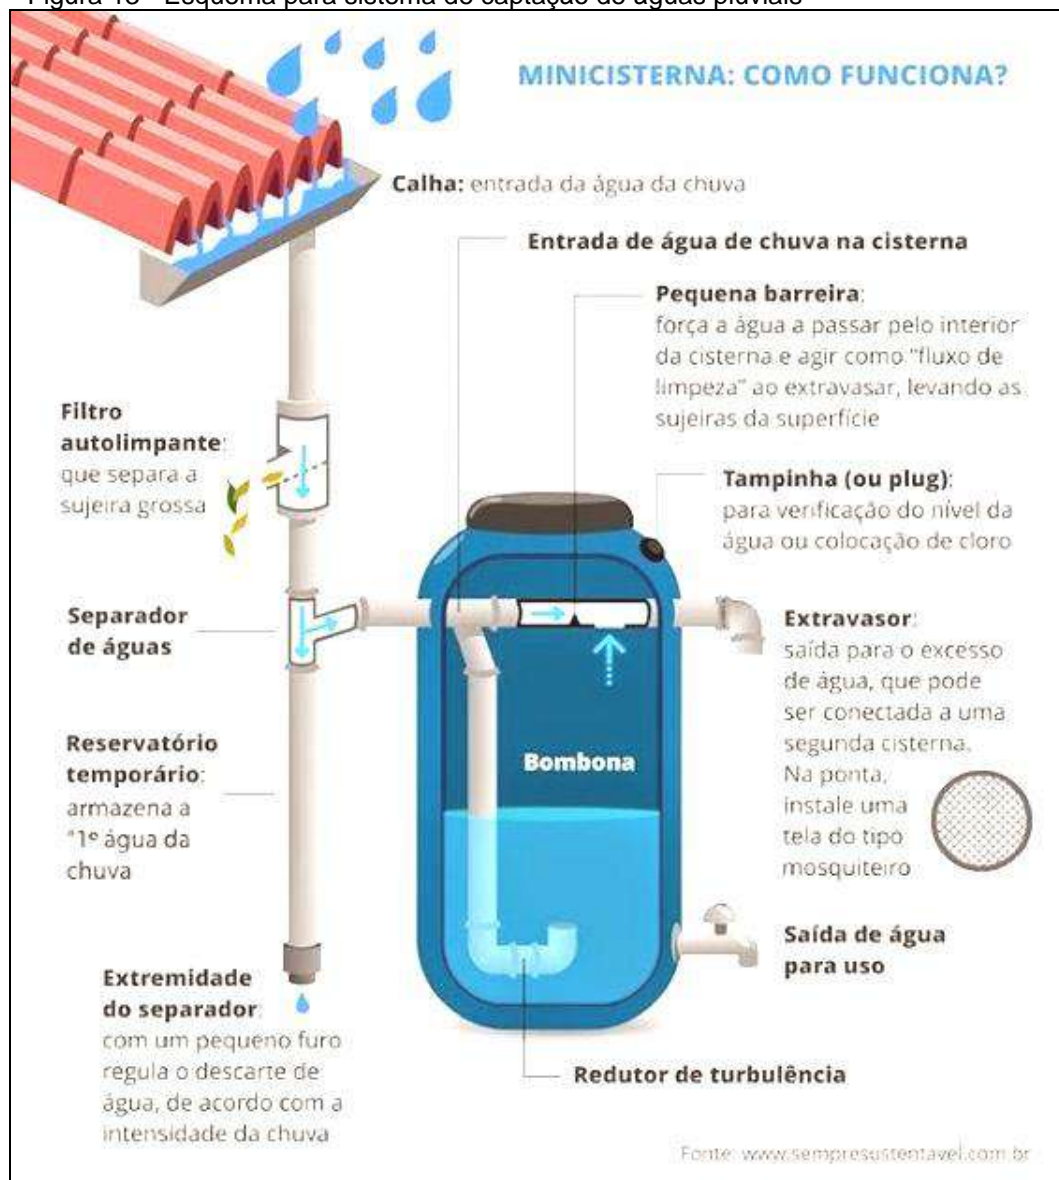 Figura 18 - Esquema para sistema de captação de águas pluviais
MINICISTERNA: COMO FUNCIONA?
Calha: entrada da água da chuva
Entrada de água de chuva na cisterna
Pequena barreira:
força a água a passar pelo interior
da cisterna e agir como "fluxo de
limpeza" ao extravasar, levando as
sujeiras da superfície
Filtro
autolimpante:
que separa a
sujeira grossa
Tampinha (ou plug):
para verificação do nível da
água ou colocação de cloro
Separador
de águas
Extravasor:
saída para o excesso
de água, que pode
ser conectada a uma
segunda cisterna.
Na ponta,
instale uma
tela do tipo
mosquiteiro
Reservatório
temporário:
armazena a
"1º água da
chuva
Bombona
Saída de água
para uso
Extremidade
do separador:
com um pequeno furo
regula o descarte de
água, de acordo com a
intensidade da chuva
Redutor de turbulência
Fonte: www.sempresustentavel.com.br